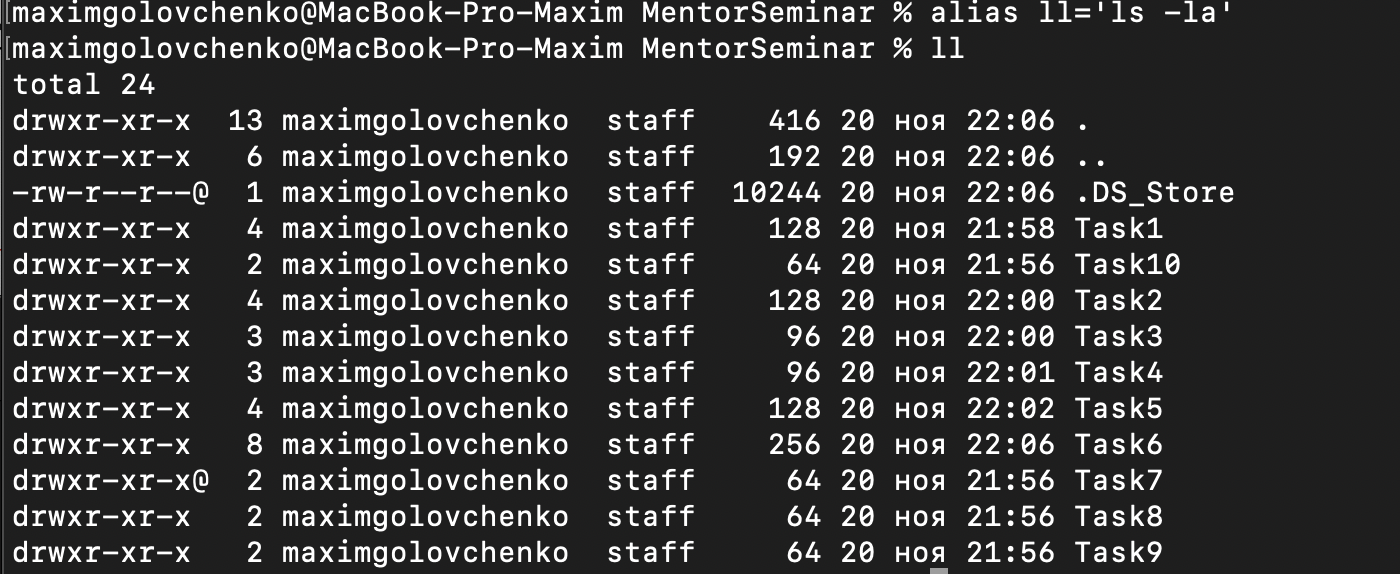 [maximgolovchenko@MacBook-Pro-Maxim MentorSeminar % alias ll='ls -la'
[maximgolovchenko@MacBook-Pro-Maxim MentorSeminar % ll
total 24
drwxr-xr-x  13 maximgolovchenko  staff    416 20 ноя 22:06 .
drwxr-xr-x   6 maximgolovchenko  staff    192 20 ноя 22:06 ..
-rw-r--r--@  1 maximgolovchenko  staff  10244 20 ноя 22:06 .DS_Store
drwxr-xr-x   4 maximgolovchenko  staff    128 20 ноя 21:58 Task1
drwxr-xr-x   2 maximgolovchenko  staff     64 20 ноя 21:56 Task10
drwxr-xr-x   4 maximgolovchenko  staff    128 20 ноя 22:00 Task2
drwxr-xr-x   3 maximgolovchenko  staff     96 20 ноя 22:00 Task3
drwxr-xr-x   3 maximgolovchenko  staff     96 20 ноя 22:01 Task4
drwxr-xr-x   4 maximgolovchenko  staff    128 20 ноя 22:02 Task5
drwxr-xr-x   8 maximgolovchenko  staff    256 20 ноя 22:06 Task6
drwxr-xr-x@  2 maximgolovchenko  staff     64 20 ноя 21:56 Task7
drwxr-xr-x   2 maximgolovchenko  staff     64 20 ноя 21:56 Task8
drwxr-xr-x   2 maximgolovchenko  staff     64 20 ноя 21:56 Task9